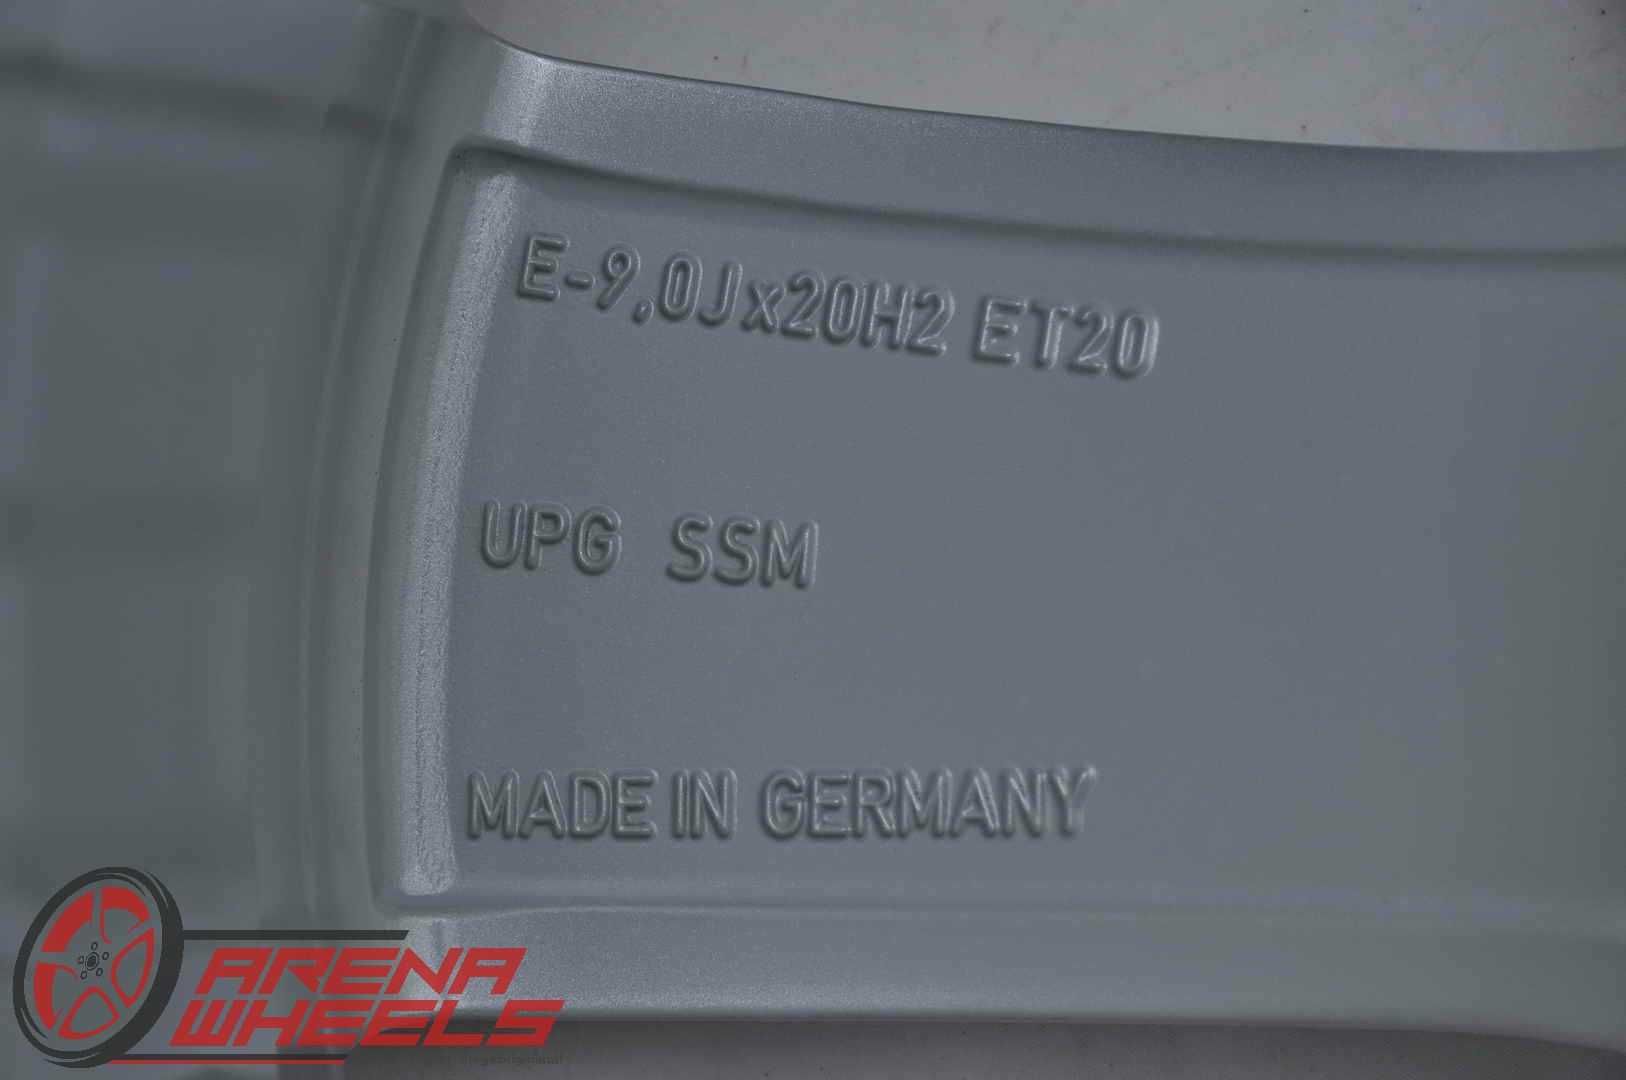 E-9,0Jx20H2 ET20
UPG SSM
MADE IN GERMANY
ARENA
WHEELS